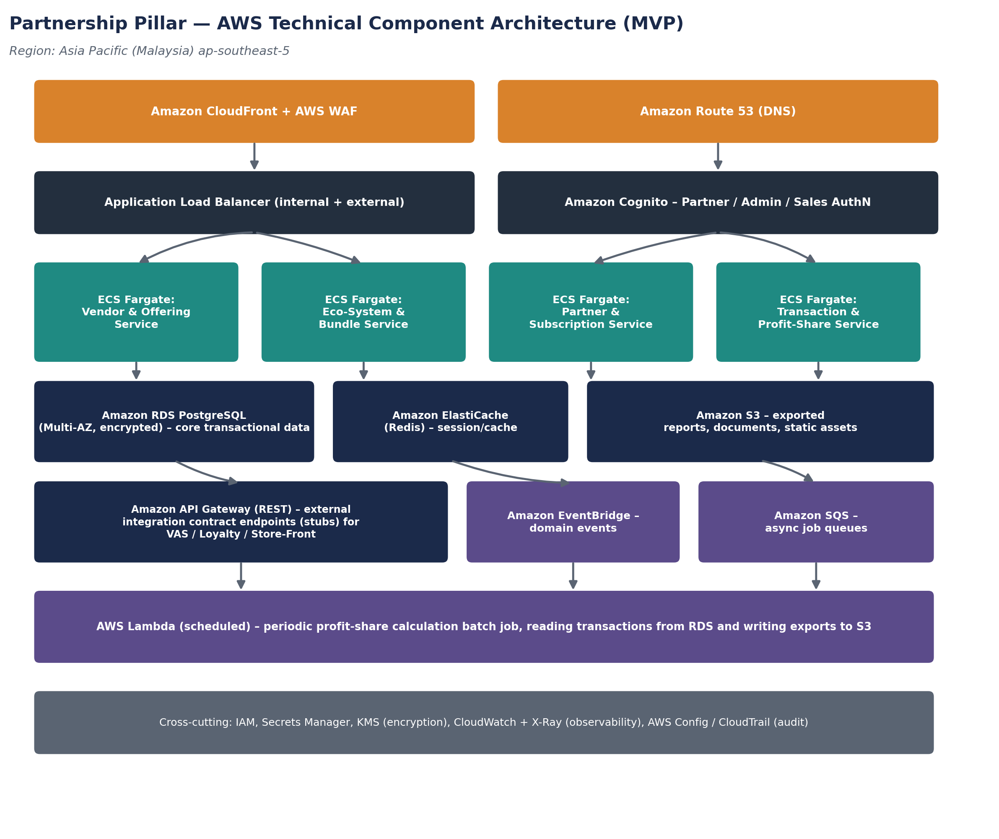 Partnership Pillar — AWS Technical Component Architecture (MVP)
Region: Asia Pacific (Malaysia) ap-southeast-5
Amazon CloudFront + AWS WAF
Amazon Route 53 (DNS)
Application Load Balancer (internal + external)
Amazon Cognito – Partner / Admin / Sales AuthN
ECS Fargate:
Vendor & Offering
Service
ECS Fargate:
Eco-System &
Bundle Service
ECS Fargate:
Partner &
Subscription Service
ECS Fargate:
Transaction &
Profit-Share Service
Amazon RDS PostgreSQL
(Multi-AZ, encrypted) – core transactional data
Amazon ElastiCache
(Redis) – session/cache
Amazon S3 – exported
reports, documents, static assets
Amazon API Gateway (REST) – external
integration contract endpoints (stubs) for
VAS / Loyalty / Store-Front
Amazon EventBridge –
domain events
Amazon SQS –
async job queues
AWS Lambda (scheduled) – periodic profit-share calculation batch job, reading transactions from RDS and writing exports to S3
Cross-cutting: IAM, Secrets Manager, KMS (encryption), CloudWatch + X-Ray (observability), AWS Config / CloudTrail (audit)